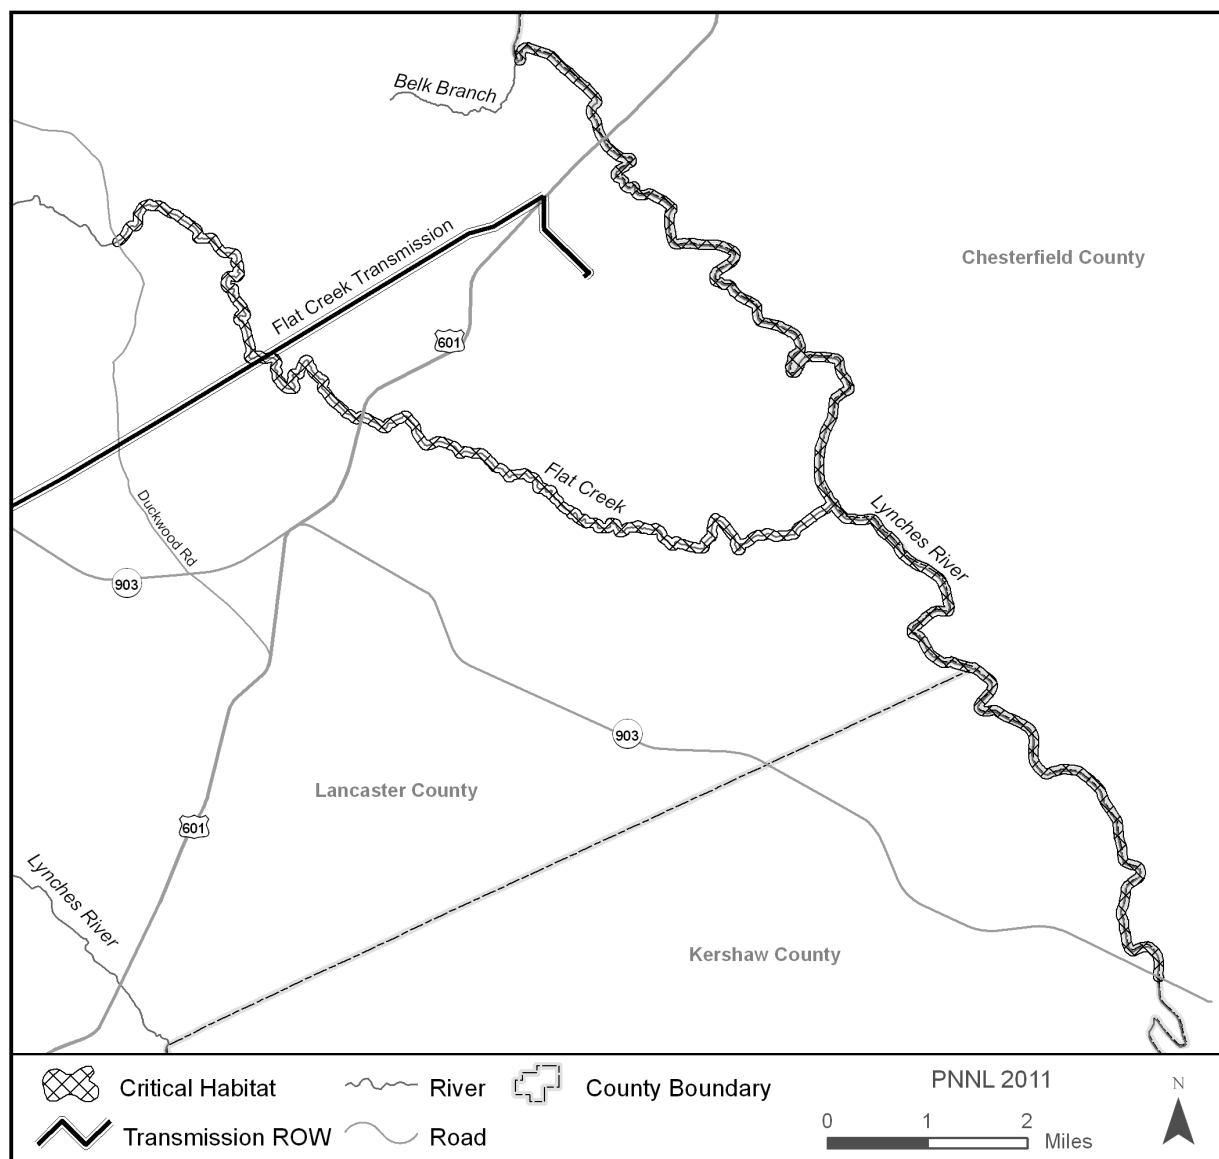 Belk Branch
Flat Creek Transmission
Chesterfield County
601
Flat Creek
Lynches River
Duckwood Rd
903
903
Lancaster County
601
Lynches River
Kershaw County
Critical Habitat
River
County Boundary
PNNL 2011
N
Transmission ROW
Road
0 1 2
Miles